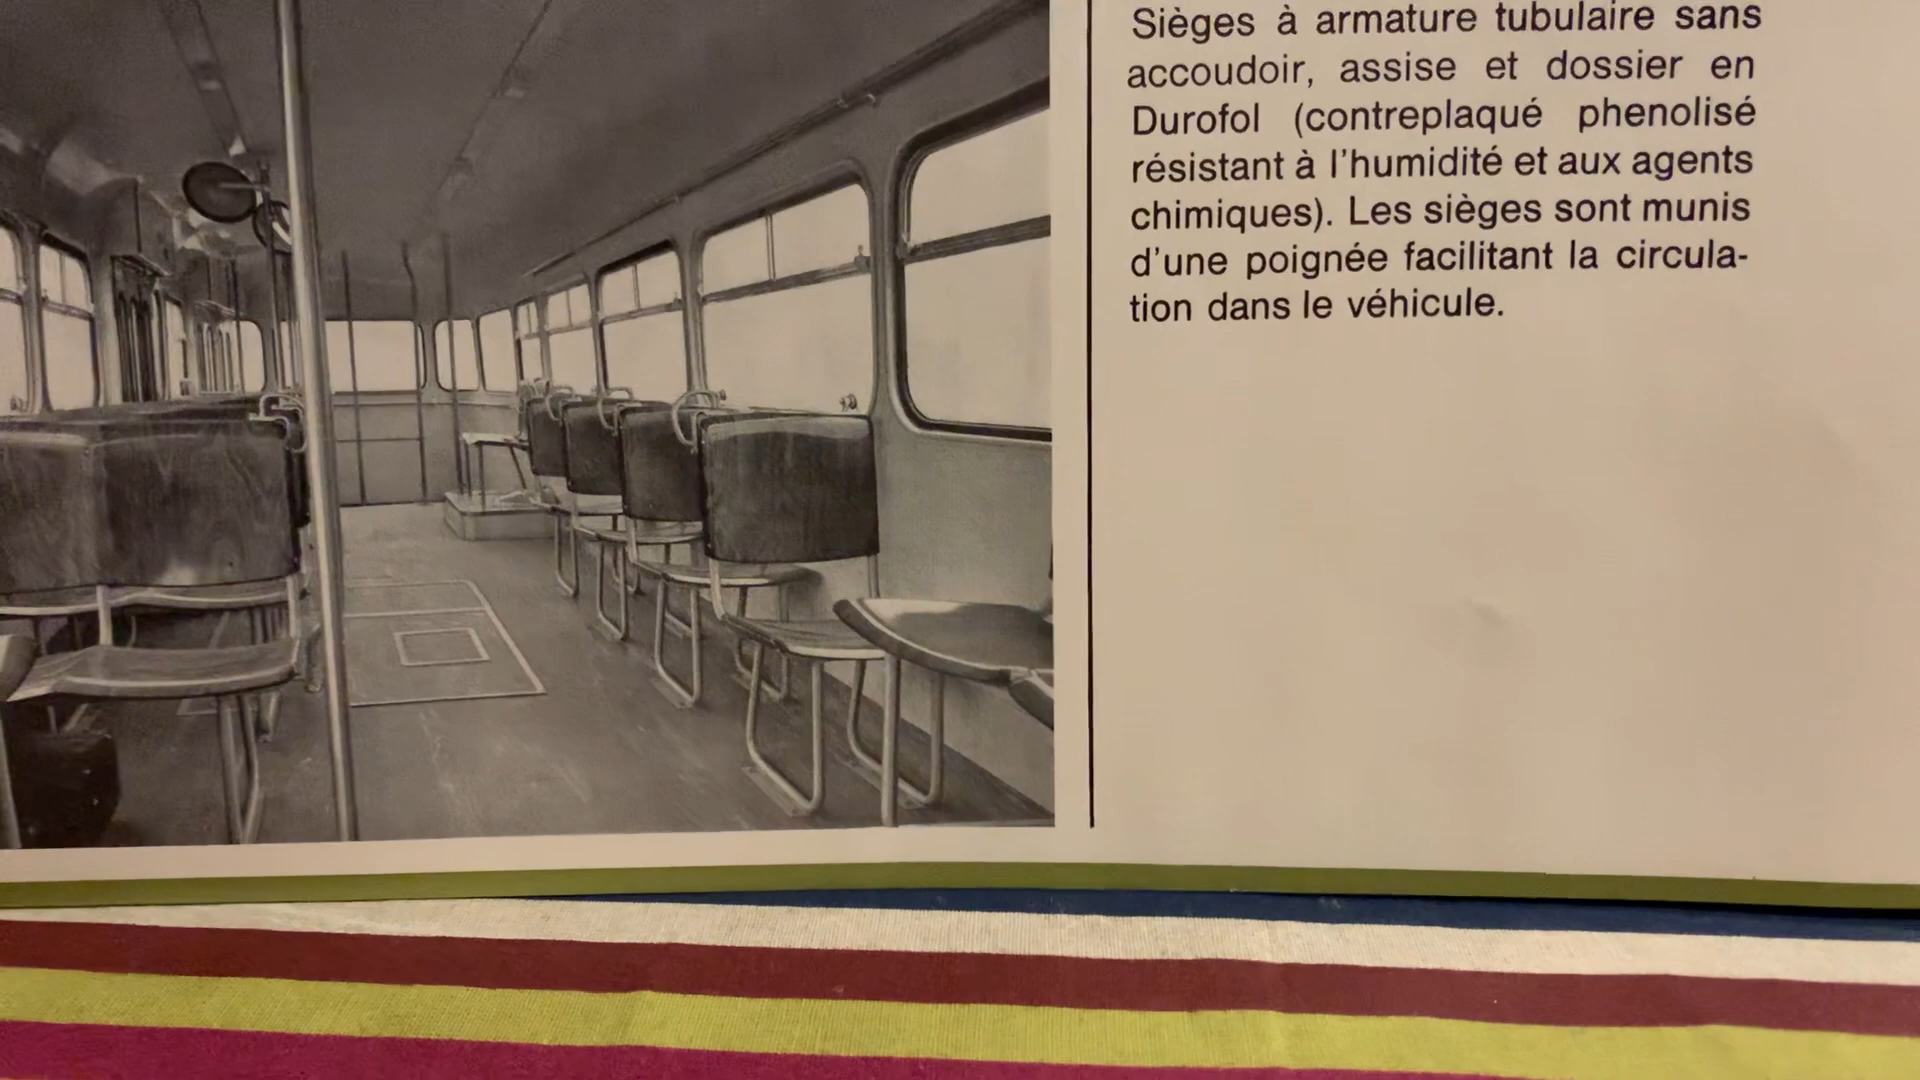 Sièges à armature tubulaire sans
accoudoir, assise et dossier en
Durofol (contreplaqué phenolisé
résistant à l'humidité et aux agents
chimiques). Les sièges sont munis
d'une poignée facilitant la circula-
tion dans le véhicule.